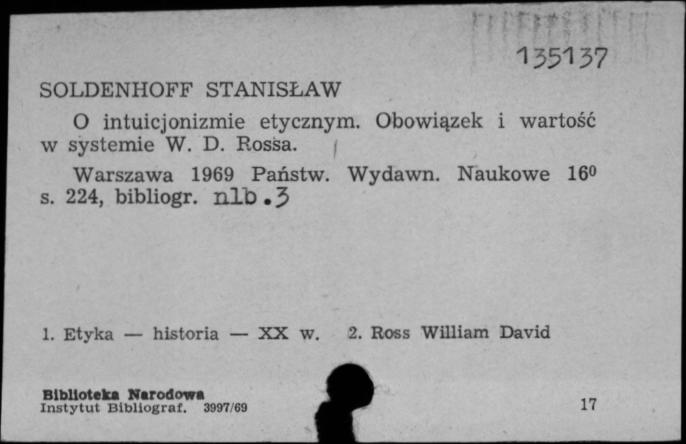 135137
SOLDENHOFF STANISŁAW
O intuicjonizmie etycznym. Obowiązek i wartość
w systemie W. D. Rossa.
Warszawa 1969 Państw. Wydawn. Naukowe 16⁰
s. 224, bibliogr. nlb.3
1. Etyka — historia — XX w. 2. Ross William David
Biblioteka Narodowa
Instytut Bibliograf. 3997/69
17